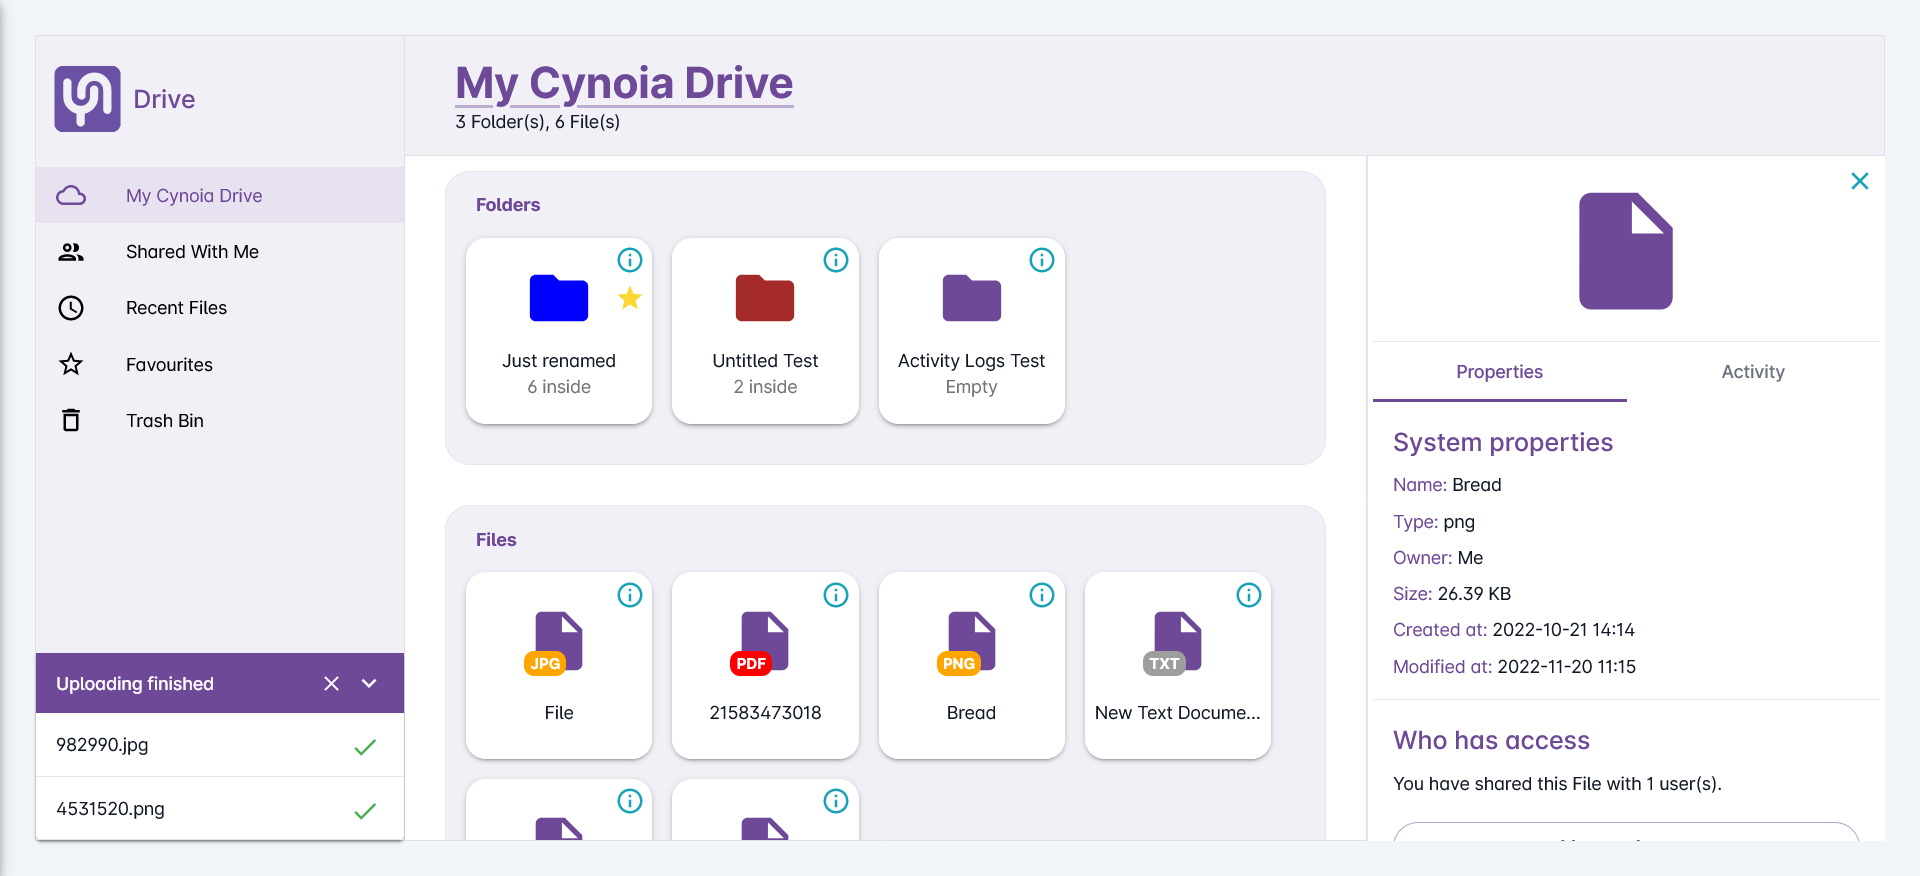 Drive
My Cynoia Drive
Shared With Me
Recent Files
Favourites
Trash Bin
Uploading finished
982990.jpg
4531520.png
My Cynoia Drive
3 Folder(s), 6 File(s)
Folders
Just renamed
6 inside
Untitled Test
2 inside
Activity Logs Test
Empty
Files
JPG
File
PDF
21583473018
PNG
Bread
TXT
New Text Docume...
Properties
Activity
System properties
Name: Bread
Type: png
Owner: Me
Size: 26.39 KB
Created at: 2022-10-21 14:14
Modified at: 2022-11-20 11:15
Who has access
You have shared this File with 1 user(s).